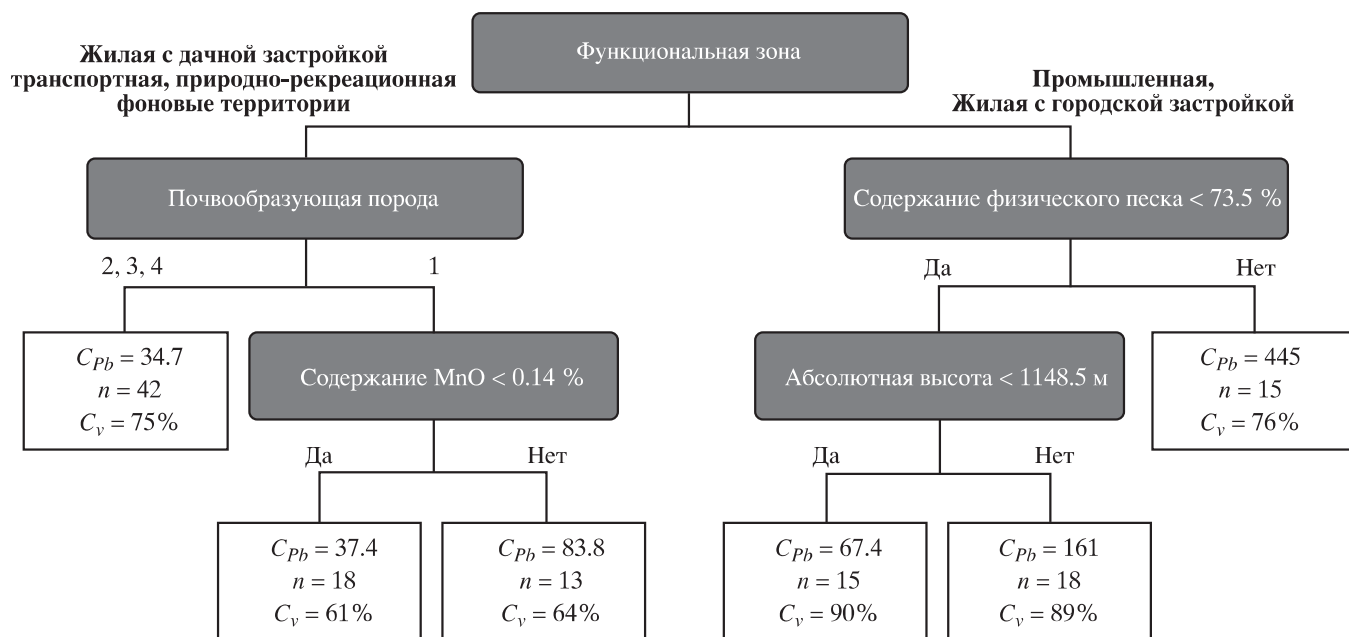 Функциональная зона
Жилая с дачной застройкой
транспортная, природно-рекреационная
фоновые территории
Промышленная,
Жилая с городской застройкой
Почвообразующая порода
Содержание физического песка < 73.5 %
2, 3, 4
1
Да
Нет
C_Pb = 34.7
n = 42
C_v = 75%
Содержание MnO < 0.14 %
Абсолютная высота < 1148.5 м
C_Pb = 445
n = 15
C_v = 76%
Да
Нет
Да
Нет
C_Pb = 37.4
n = 18
C_v = 61%
C_Pb = 83.8
n = 13
C_v = 64%
C_Pb = 67.4
n = 15
C_v = 90%
C_Pb = 161
n = 18
C_v = 89%